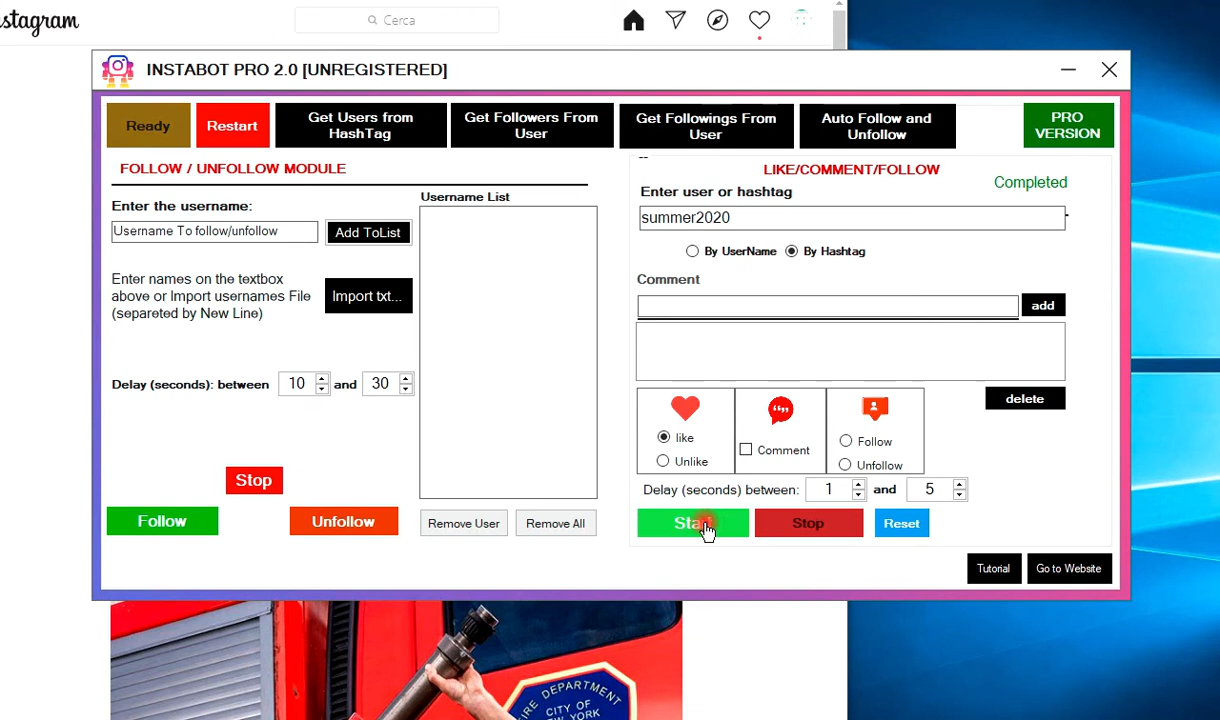 stagram
Cerca
INSTABOT PRO 2.0 [UNREGISTERED]
Ready
Restart
Get Users from
HashTag
Get Followers From
User
Get Followings From
User
Auto Follow and
Unfollow
PRO
VERSION
FOLLOW / UNFOLLOW MODULE
Enter the username:
Username To follow/unfollow
Add ToList
Enter names on the textbox
above or Import usernames File
(separeted by New Line)
Import txt...
Delay (seconds): between 10 and 30
Stop
Follow
Unfollow
Username List
Remove User
Remove All
LIKE/COMMENT/FOLLOW
Completed
Enter user or hashtag
summer2020
By UserName
By Hashtag
Comment
add
delete
like
Unlike
Comment
Follow
Unfollow
Delay (seconds) between: 1 and 5
Start
Stop
Reset
Tutorial
Go to Website
FIRE DEPARTMENT
CITY OF